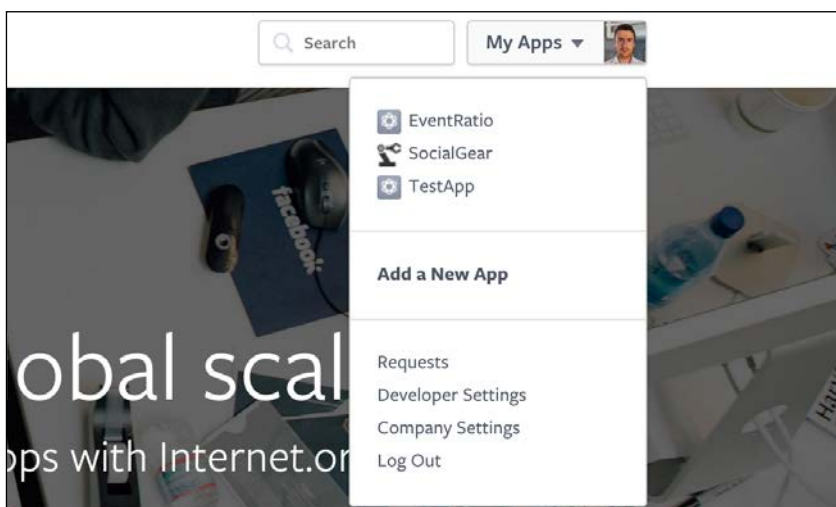 Search
My Apps
EventRatio
SocialGear
TestApp
Add a New App
facebook
obal scal
Requests
Developer Settings
Company Settings
Log Out
pps with Internet.or